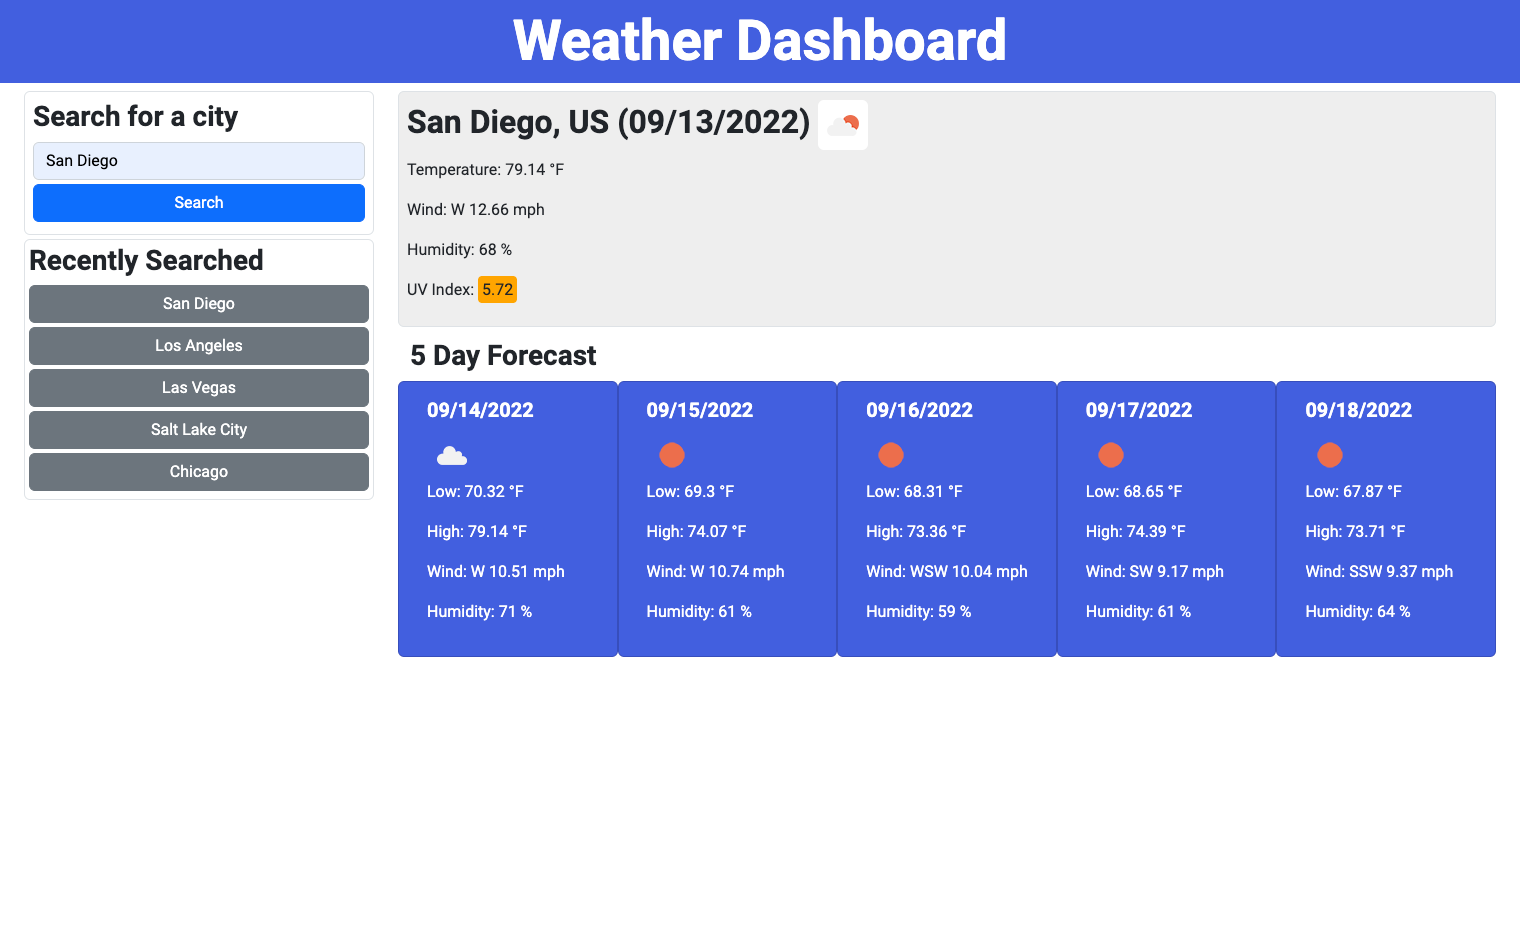 Weather Dashboard
Search for a city
San Diego
Search
Recently Searched
San Diego
Los Angeles
Las Vegas
Salt Lake City
Chicago
San Diego, US (09/13/2022)
Temperature: 79.14 °F
Wind: W 12.66 mph
Humidity: 68 %
UV Index: 5.72
5 Day Forecast
09/14/2022
Low: 70.32 °F
High: 79.14 °F
Wind: W 10.51 mph
Humidity: 71 %
09/15/2022
Low: 69.3 °F
High: 74.07 °F
Wind: W 10.74 mph
Humidity: 61 %
09/16/2022
Low: 68.31 °F
High: 73.36 °F
Wind: WSW 10.04 mph
Humidity: 59 %
09/17/2022
Low: 68.65 °F
High: 74.39 °F
Wind: SW 9.17 mph
Humidity: 61 %
09/18/2022
Low: 67.87 °F
High: 73.71 °F
Wind: SSW 9.37 mph
Humidity: 64 %